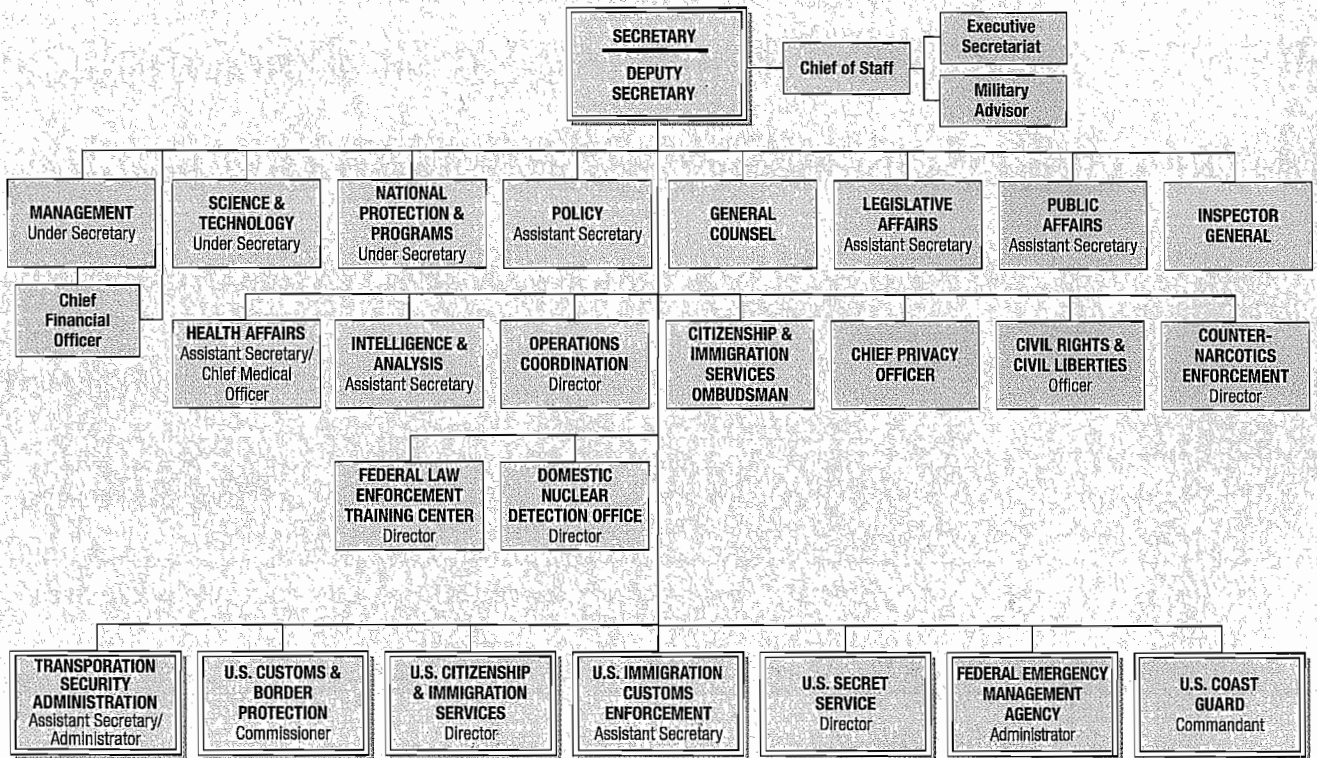 SECRETARY
DEPUTY
SECRETARY
Chief of Staff
Executive
Secretariat
Military
Advisor
MANAGEMENT
Under Secretary
Chief
Financial
Officer
SCIENCE &
TECHNOLOGY
Under Secretary
NATIONAL
PROTECTION &
PROGRAMS
Under Secretary
POLICY
Assistant Secretary
GENERAL
COUNSEL
LEGISLATIVE
AFFAIRS
Assistant Secretary
PUBLIC
AFFAIRS
Assistant Secretary
INSPECTOR
GENERAL
HEALTH AFFAIRS
Assistant Secretary/
Chief Medical
Officer
INTELLIGENCE &
ANALYSIS
Assistant Secretary
OPERATIONS
COORDINATION
Director
CITIZENSHIP &
IMMIGRATION
SERVICES
OMBUDSMAN
CHIEF PRIVACY
OFFICER
CIVIL RIGHTS &
CIVIL LIBERTIES
Officer
COUNTER-
NARCOTICS
ENFORCEMENT
Director
FEDERAL LAW
ENFORCEMENT
TRAINING CENTER
Director
DOMESTIC
NUCLEAR
DETECTION OFFICE
Director
TRANSPORATION
SECURITY
ADMINISTRATION
Assistant Secretary/
Administrator
U.S. CUSTOMS &
BORDER
PROTECTION
Commissioner
U.S. CITIZENSHIP
& IMMIGRATION
SERVICES
Director
U.S. IMMIGRATION
CUSTOMS
ENFORCEMENT
Assistant Secretary
U.S. SECRET
SERVICE
Director
FEDERAL EMERGENCY
MANAGEMENT
AGENCY
Administrator
U.S. COAST
GUARD
Commandant